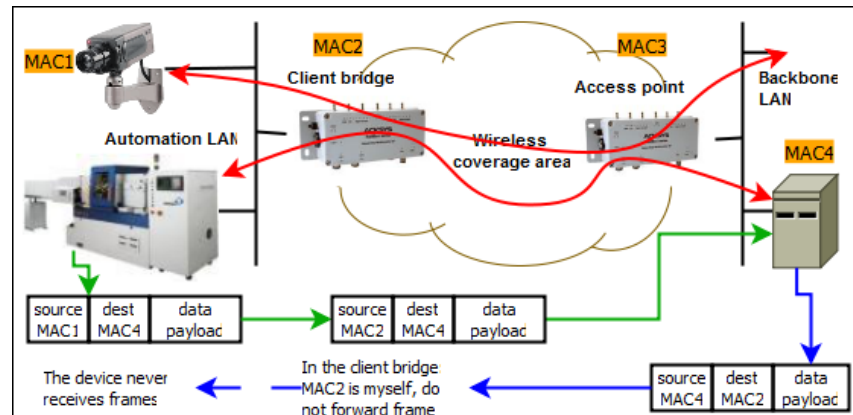 MAC1
MAC2
MAC3
Client bridge
Access point
Backbone
LAN
Automation LAN
Wireless
coverage area
MAC4
ACKSYS
ACKSYS
source
MAC1
dest
MAC4
data
payload
source
MAC2
dest
MAC4
data
payload
The device never
receives frames
In the client bridge:
MAC2 is myself, do
not forward frame
source
MAC4
dest
MAC2
data
payload